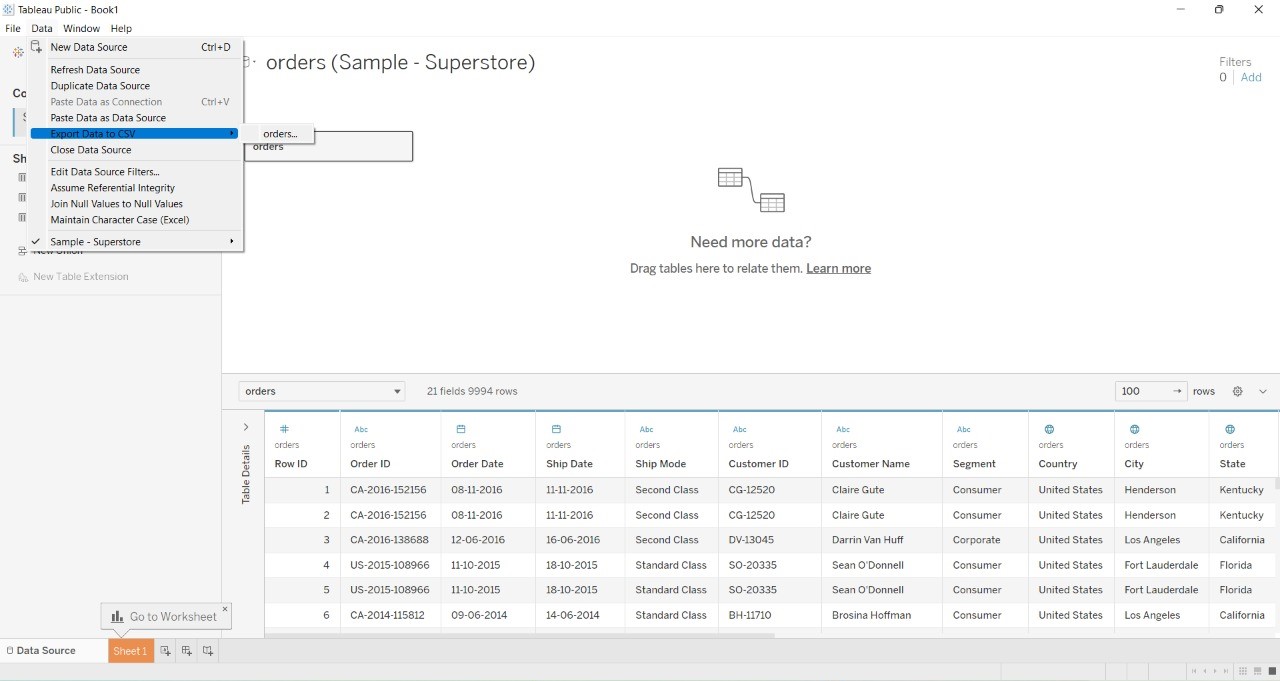 Tableau Public - Book1
File Data Window Help
New Data Source Ctrl+D
Refresh Data Source
Duplicate Data Source
Paste Data as Connection Ctrl+V
Paste Data as Data Source
Export Data to CSV
orders...
Close Data Source
Edit Data Source Filters...
Assume Referential Integrity
Join Null Values to Null Values
Maintain Character Case (Excel)
Sample - Superstore
Co
Sh
New Union
New Table Extension
orders (Sample - Superstore)
Filters
0 Add
orders
Need more data?
Drag tables here to relate them. Learn more
orders 21 fields 9994 rows 100 → rows
Table Details
# Abc Abc Abc Abc Abc
orders orders orders orders orders orders orders orders orders orders orders
Row ID Order ID Order Date Ship Date Ship Mode Customer ID Customer Name Segment Country City State
1 CA-2016-152156 08-11-2016 11-11-2016 Second Class CG-12520 Claire Gute Consumer United States Henderson Kentucky
2 CA-2016-152156 08-11-2016 11-11-2016 Second Class CG-12520 Claire Gute Consumer United States Henderson Kentucky
3 CA-2016-138688 12-06-2016 16-06-2016 Second Class DV-13045 Darrin Van Huff Corporate United States Los Angeles California
4 US-2015-108966 11-10-2015 18-10-2015 Standard Class SO-20335 Sean O'Donnell Consumer United States Fort Lauderdale Florida
5 US-2015-108966 11-10-2015 18-10-2015 Standard Class SO-20335 Sean O'Donnell Consumer United States Fort Lauderdale Florida
6 CA-2014-115812 09-06-2014 14-06-2014 Standard Class BH-11710 Brosina Hoffman Consumer United States Los Angeles California
Go to Worksheet
Data Source Sheet 1